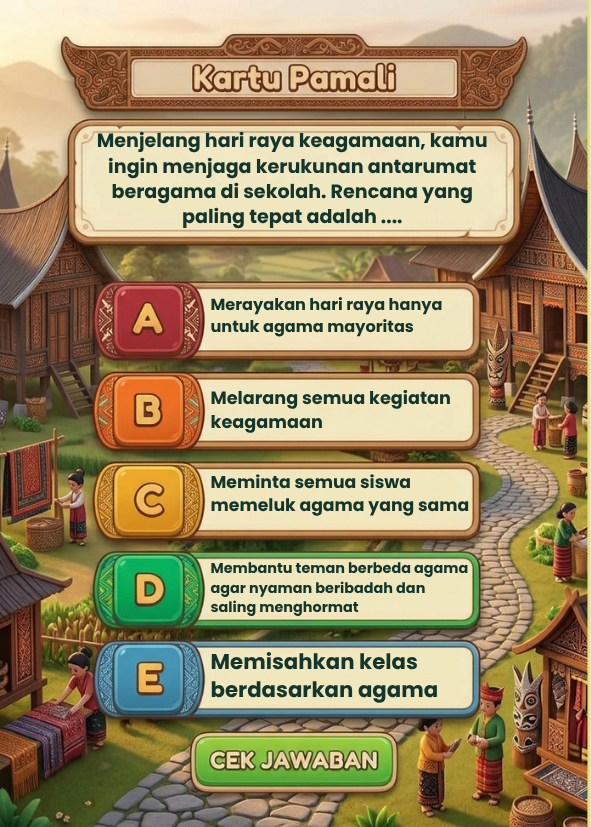 Kartu Pamali
Menjelang hari raya keagamaan, kamu
ingin menjaga kerukunan antarumat
beragama di sekolah. Rencana yang
paling tepat adalah ....
A
Merayakan hari raya hanya
untuk agama mayoritas
B
Melarang semua kegiatan
keagamaan
C
Meminta semua siswa
memeluk agama yang sama
D
Membantu teman berbeda agama
agar nyaman beribadah dan
saling menghormat
E
Memisahkan kelas
berdasarkan agama
CEK JAWABAN